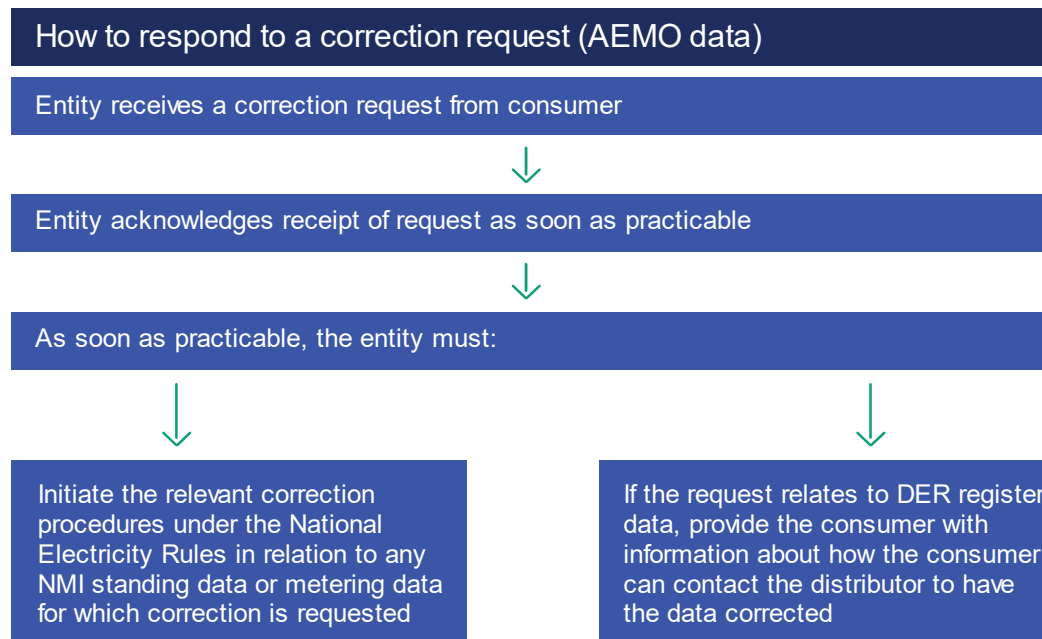 How to respond to a correction request (AEMO data)
Entity receives a correction request from consumer
Entity acknowledges receipt of request as soon as practicable
As soon as practicable, the entity must:
Initiate the relevant correction
procedures under the National
Electricity Rules in relation to any
NMI standing data or metering data
for which correction is requested
If the request relates to DER register
data, provide the consumer with
information about how the consumer
can contact the distributor to have
the data corrected